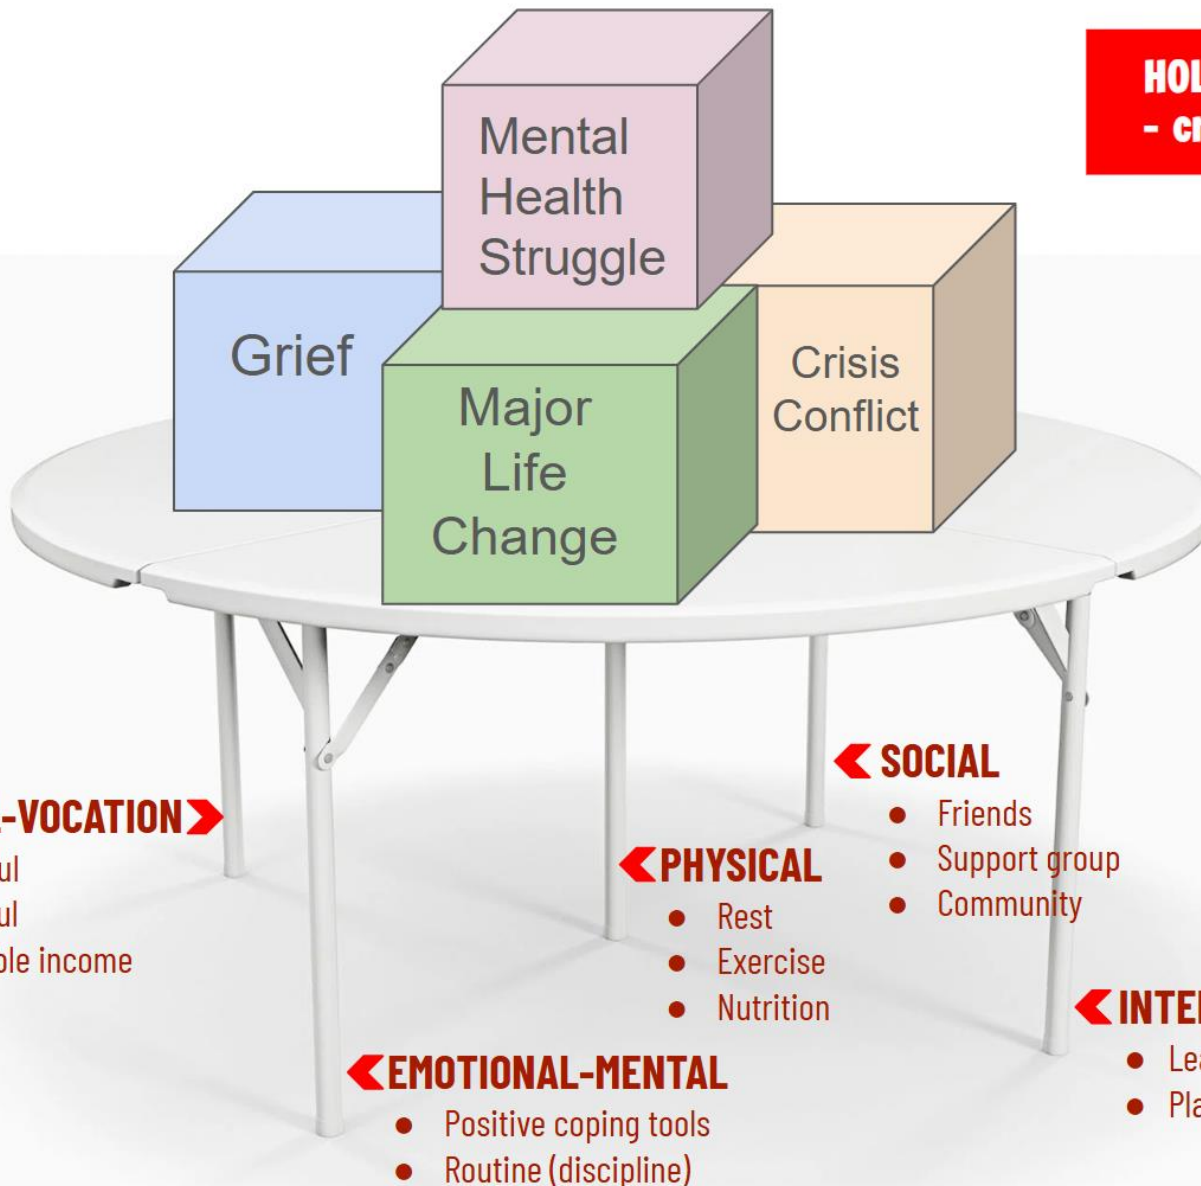 Mental
Health
Struggle
Grief
Crisis
Conflict
Major
Life
Change
SOCIAL
● Friends
● Support group
● Community
-VOCATION
PHYSICAL
● Rest
● Exercise
● Nutrition
income
EMOTIONAL-MENTAL
● Positive coping tools
● Routine (discipline)